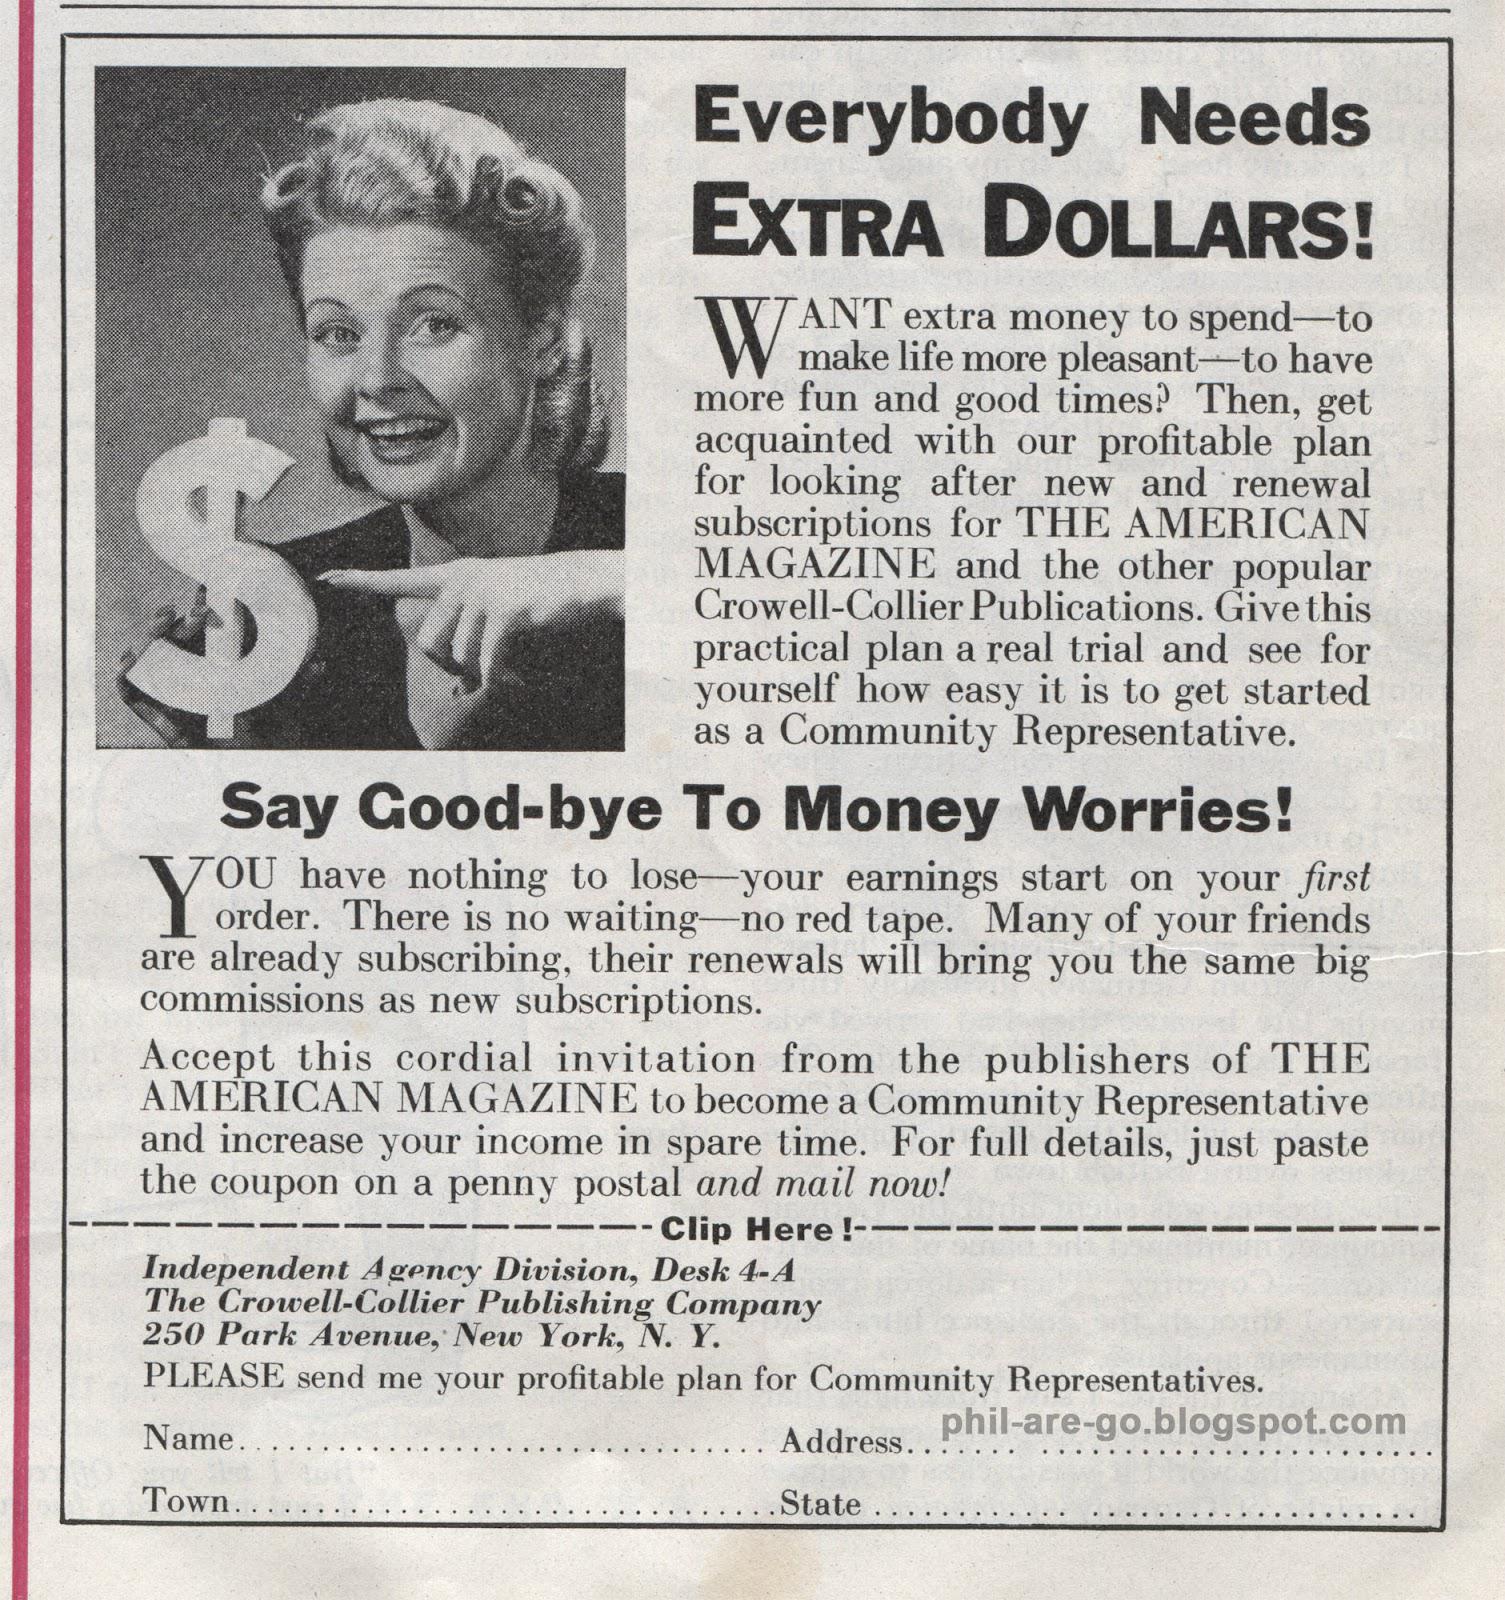 Everybody Needs
EXTRA DOLLARS!
WANT extra money to spend—to
make life more pleasant—to have
more fun and good times? Then, get
acquainted with our profitable plan
for looking after new and renewal
subscriptions for THE AMERICAN
MAGAZINE and the other popular
Crowell-Collier Publications. Give this
practical plan a real trial and see for
yourself how easy it is to get started
as a Community Representative.
Say Good-bye To Money Worries!
YOU have nothing to lose—your earnings start on your first
order. There is no waiting—no red tape. Many of your friends
are already subscribing, their renewals will bring you the same big
commissions as new subscriptions.
Accept this cordial invitation from the publishers of THE
AMERICAN MAGAZINE to become a Community Representative
and increase your income in spare time. For full details, just paste
the coupon on a penny postal and mail now!
Clip Here!
Independent Agency Division, Desk 4-A
The Crowell-Collier Publishing Company
250 Park Avenue, New York, N. Y.
PLEASE send me your profitable plan for Community Representatives.
phil-are-go.blogspot.com
Name Address
Town State